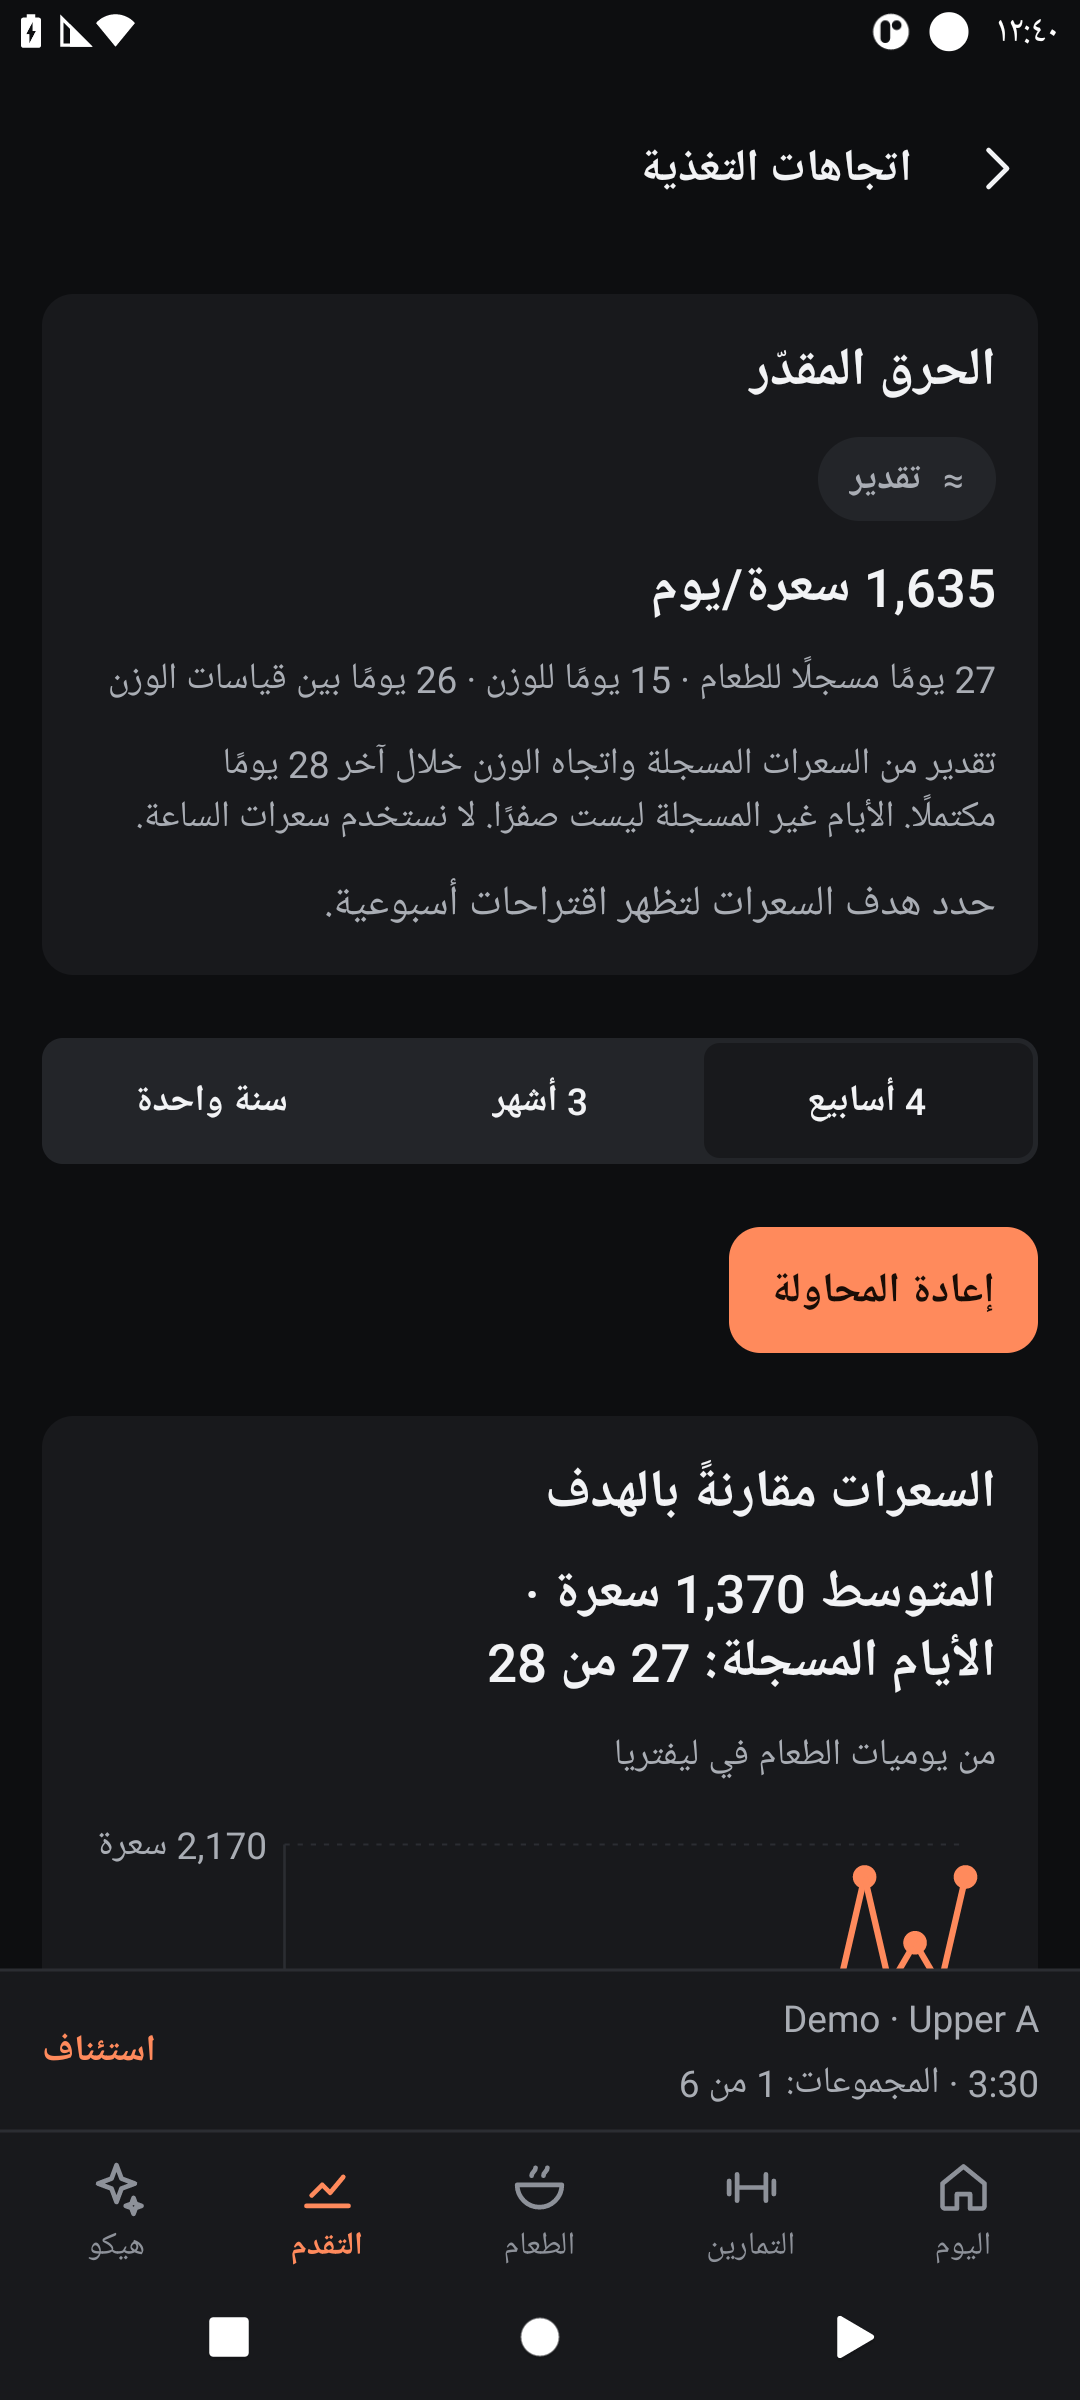 ١٢:٤٠
اتجاهات التغذية
الحرق المقدّر
≈ تقدير
1,635 سعرة/يوم
27 يومًا مسجلًا للطعام · 15 يومًا للوزن · 26 يومًا بين قياسات الوزن
تقدير من السعرات المسجلة واتجاه الوزن خلال آخر 28 يومًا
مكتملًا. الأيام غير المسجلة ليست صفرًا. لا نستخدم سعرات الساعة.
حدد هدف السعرات لتظهر اقتراحات أسبوعية.
4 أسابيع
3 أشهر
سنة واحدة
إعادة المحاولة
السعرات مقارنةً بالهدف
المتوسط 1,370 سعرة ·
الأيام المسجلة: 27 من 28
من يوميات الطعام في ليفتريا
2,170 سعرة
Demo · Upper A
3:30 · المجموعات: 1 من 6
استئناف
اليوم
التمارين
الطعام
التقدم
هيكو